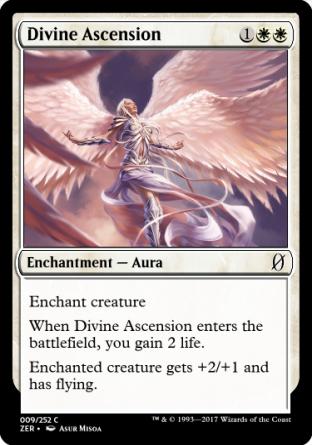 Divine Ascension 1
Enchantment — Aura
Enchant creature
When Divine Ascension enters the
battlefield, you gain 2 life.
Enchanted creature gets +2/+1 and
has flying.
009/252 C
ZER • Asur Misoa
™ & © 1993—2017 Wizards of the Coast